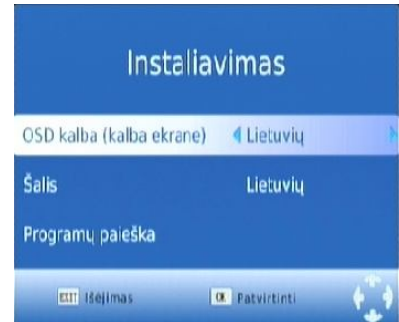 Instaliavimas
OSD kalba (kalba ekrane) Lietuvių
Šalis Lietuvių
Programų paieška
EXIT Išėjimas OK Patvirtinti